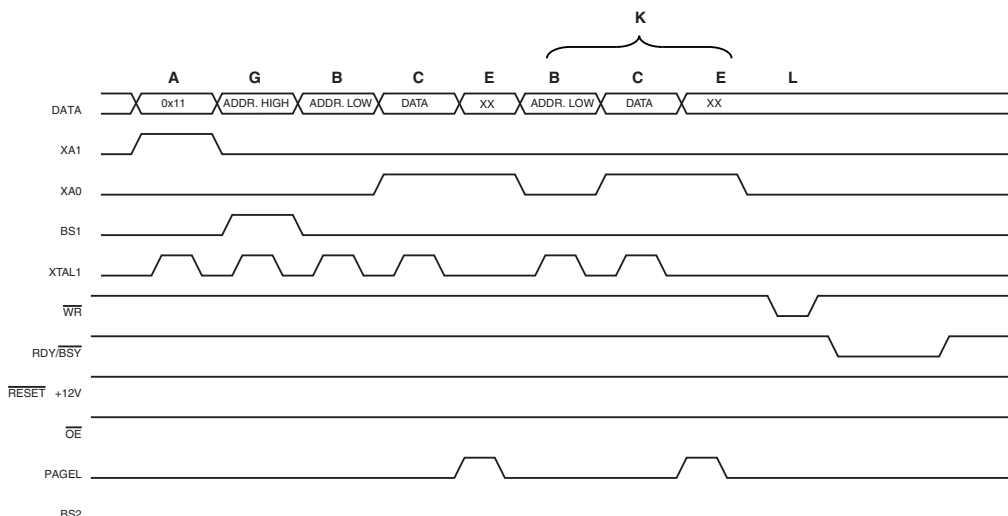 K
A G B C E B C E L
DATA 0x11 ADDR. HIGH ADDR. LOW DATA XX ADDR. LOW DATA XX
XA1
XA0
BS1
XTAL1
WR
RDY/BSY
RESET +12V
OE
PAGEL
BS2